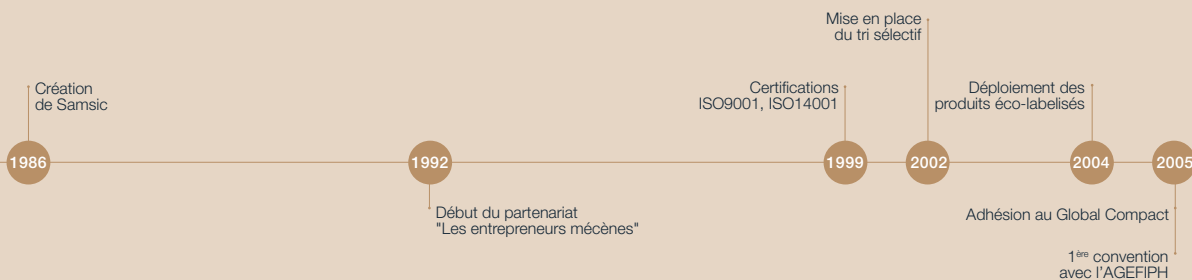 Mise en place
du tri sélectif
Création
de Samsic
Certifications
ISO9001, ISO14001
Déploiement des
produits éco-labelisés
1986
1992
1999
2002
2004
2005
Début du partenariat
"Les entrepreneurs mécènes"
Adhésion au Global Compact
1ère convention
avec l'AGEFIPH